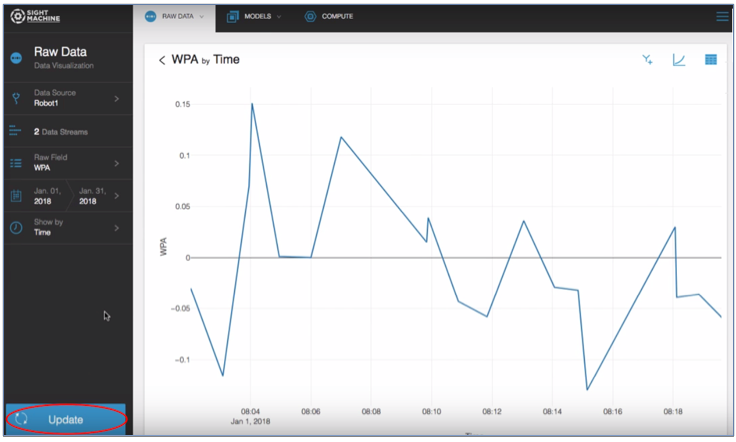 SIGHT
MACHINE
RAW DATA
MODELS
COMPUTE
Raw Data
Data Visualization
Data Source
Robot1
2 Data Streams
Raw Field
WPA
Jan. 01,
2018
Jan. 31,
2018
Show by
Time
Update
WPA by Time
Y+
WPA
0.15
0.1
0.05
0
−0.05
−0.1
08:04
Jan 1, 2018
08:06
08:08
08:10
08:12
08:14
08:16
08:18